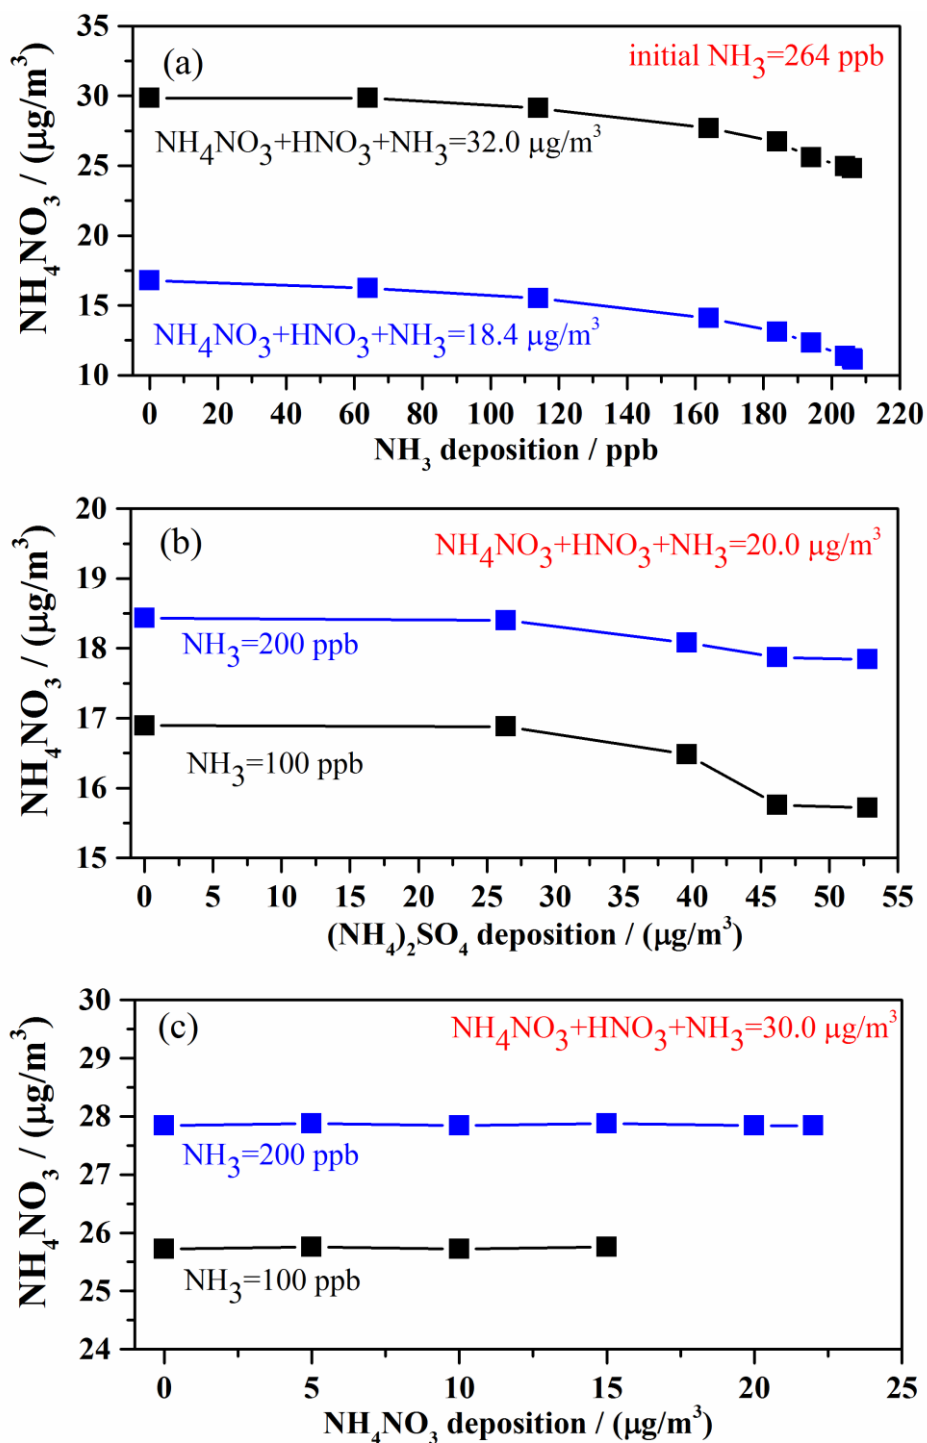 (a)
initial NH3=264 ppb
NH4NO3 / (μg/m³)
35
30
25
20
15
10
NH4NO3+HNO3+NH3=32.0 μg/m³
NH4NO3+HNO3+NH3=18.4 μg/m³
0 20 40 60 80 100 120 140 160 180 200 220
NH3 deposition / ppb
(b)
NH4NO3+HNO3+NH3=20.0 μg/m³
NH4NO3 / (μg/m³)
20
19
18
17
16
15
NH3=200 ppb
NH3=100 ppb
0 5 10 15 20 25 30 35 40 45 50 55
(NH4)2SO4 deposition / (μg/m³)
(c)
NH4NO3+HNO3+NH3=30.0 μg/m³
NH4NO3 / (μg/m³)
30
29
28
27
26
25
24
NH3=200 ppb
NH3=100 ppb
0 5 10 15 20 25
NH4NO3 deposition / (μg/m³)